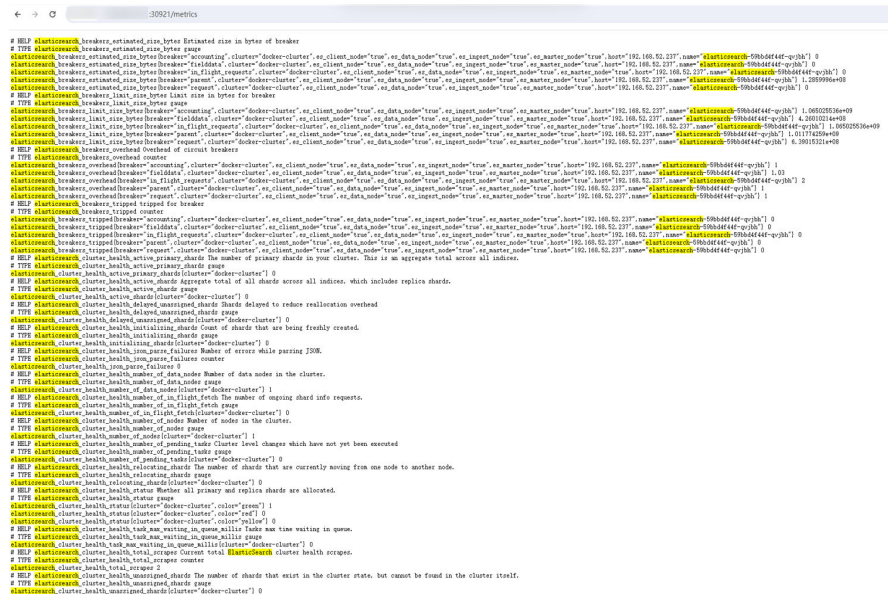 :30921/metrics
# HELP elasticsearch_breakers_estimated_size_bytes Estimated size in bytes of breaker
# TYPE elasticsearch_breakers_estimated_size_bytes gauge
elasticsearch_breakers_estimated_size_bytes{breaker="accounting",cluster="docker-cluster",es_client_node="true",es_data_node="true",es_ingest_node="true",es_master_node="true",host="192.168.52.237",name="elasticsearch-59bbd4f44f-qvjbh"} 0
elasticsearch_breakers_estimated_size_bytes{breaker="fielddata",cluster="docker-cluster",es_client_node="true",es_data_node="true",es_ingest_node="true",es_master_node="true",host="192.168.52.237",name="elasticsearch-59bbd4f44f-qvjbh"} 0
elasticsearch_breakers_estimated_size_bytes{breaker="in_flight_requests",cluster="docker-cluster",es_client_node="true",es_data_node="true",es_ingest_node="true",es_master_node="true",host="192.168.52.237",name="elasticsearch-59bbd4f44f-qvjbh"} 0
elasticsearch_breakers_estimated_size_bytes{breaker="parent",cluster="docker-cluster",es_client_node="true",es_data_node="true",es_ingest_node="true",es_master_node="true",host="192.168.52.237",name="elasticsearch-59bbd4f44f-qvjbh"} 1.2859996e+08
elasticsearch_breakers_estimated_size_bytes{breaker="request",cluster="docker-cluster",es_client_node="true",es_data_node="true",es_ingest_node="true",es_master_node="true",host="192.168.52.237",name="elasticsearch-59bbd4f44f-qvjbh"} 0
# HELP elasticsearch_breakers_limit_size_bytes Limit size in bytes for breaker
# TYPE elasticsearch_breakers_limit_size_bytes gauge
elasticsearch_breakers_limit_size_bytes{breaker="accounting",cluster="docker-cluster",es_client_node="true",es_data_node="true",es_ingest_node="true",es_master_node="true",host="192.168.52.237",name="elasticsearch-59bbd4f44f-qvjbh"} 1.065025536e+09
elasticsearch_breakers_limit_size_bytes{breaker="fielddata",cluster="docker-cluster",es_client_node="true",es_data_node="true",es_ingest_node="true",es_master_node="true",host="192.168.52.237",name="elasticsearch-59bbd4f44f-qvjbh"} 4.26010214e+08
elasticsearch_breakers_limit_size_bytes{breaker="in_flight_requests",cluster="docker-cluster",es_client_node="true",es_data_node="true",es_ingest_node="true",es_master_node="true",host="192.168.52.237",name="elasticsearch-59bbd4f44f-qvjbh"} 1.065025536e+09
elasticsearch_breakers_limit_size_bytes{breaker="parent",cluster="docker-cluster",es_client_node="true",es_data_node="true",es_ingest_node="true",es_master_node="true",host="192.168.52.237",name="elasticsearch-59bbd4f44f-qvjbh"} 1.011774259e+09
elasticsearch_breakers_limit_size_bytes{breaker="request",cluster="docker-cluster",es_client_node="true",es_data_node="true",es_ingest_node="true",es_master_node="true",host="192.168.52.237",name="elasticsearch-59bbd4f44f-qvjbh"} 6.39015321e+08
# HELP elasticsearch_breakers_overhead Overhead of circuit breakers
# TYPE elasticsearch_breakers_overhead counter
elasticsearch_breakers_overhead{breaker="accounting",cluster="docker-cluster",es_client_node="true",es_data_node="true",es_ingest_node="true",es_master_node="true",host="192.168.52.237",name="elasticsearch-59bbd4f44f-qvjbh"} 1
elasticsearch_breakers_overhead{breaker="fielddata",cluster="docker-cluster",es_client_node="true",es_data_node="true",es_ingest_node="true",es_master_node="true",host="192.168.52.237",name="elasticsearch-59bbd4f44f-qvjbh"} 1.03
elasticsearch_breakers_overhead{breaker="in_flight_requests",cluster="docker-cluster",es_client_node="true",es_data_node="true",es_ingest_node="true",es_master_node="true",host="192.168.52.237",name="elasticsearch-59bbd4f44f-qvjbh"} 2
elasticsearch_breakers_overhead{breaker="parent",cluster="docker-cluster",es_client_node="true",es_data_node="true",es_ingest_node="true",es_master_node="true",host="192.168.52.237",name="elasticsearch-59bbd4f44f-qvjbh"} 1
elasticsearch_breakers_overhead{breaker="request",cluster="docker-cluster",es_client_node="true",es_data_node="true",es_ingest_node="true",es_master_node="true",host="192.168.52.237",name="elasticsearch-59bbd4f44f-qvjbh"} 1
# HELP elasticsearch_breakers_tripped tripped for breaker
# TYPE elasticsearch_breakers_tripped counter
elasticsearch_breakers_tripped{breaker="accounting",cluster="docker-cluster",es_client_node="true",es_data_node="true",es_ingest_node="true",es_master_node="true",host="192.168.52.237",name="elasticsearch-59bbd4f44f-qvjbh"} 0
elasticsearch_breakers_tripped{breaker="fielddata",cluster="docker-cluster",es_client_node="true",es_data_node="true",es_ingest_node="true",es_master_node="true",host="192.168.52.237",name="elasticsearch-59bbd4f44f-qvjbh"} 0
elasticsearch_breakers_tripped{breaker="in_flight_requests",cluster="docker-cluster",es_client_node="true",es_data_node="true",es_ingest_node="true",es_master_node="true",host="192.168.52.237",name="elasticsearch-59bbd4f44f-qvjbh"} 0
elasticsearch_breakers_tripped{breaker="parent",cluster="docker-cluster",es_client_node="true",es_data_node="true",es_ingest_node="true",es_master_node="true",host="192.168.52.237",name="elasticsearch-59bbd4f44f-qvjbh"} 0
elasticsearch_breakers_tripped{breaker="request",cluster="docker-cluster",es_client_node="true",es_data_node="true",es_ingest_node="true",es_master_node="true",host="192.168.52.237",name="elasticsearch-59bbd4f44f-qvjbh"} 0
# HELP elasticsearch_cluster_health_active_primary_shards The number of primary shards in your cluster. This is an aggregate total across all indices.
# TYPE elasticsearch_cluster_health_active_primary_shards gauge
elasticsearch_cluster_health_active_primary_shards{cluster="docker-cluster"} 0
# HELP elasticsearch_cluster_health_active_shards Aggregate total of all shards across all indices, which includes replica shards.
# TYPE elasticsearch_cluster_health_active_shards gauge
elasticsearch_cluster_health_active_shards{cluster="docker-cluster"} 0
# HELP elasticsearch_cluster_health_delayed_unassigned_shards Shards delayed to reduce reallocation overhead
# TYPE elasticsearch_cluster_health_delayed_unassigned_shards gauge
elasticsearch_cluster_health_delayed_unassigned_shards{cluster="docker-cluster"} 0
# HELP elasticsearch_cluster_health_initializing_shards Count of shards that are being freshly created.
# TYPE elasticsearch_cluster_health_initializing_shards gauge
elasticsearch_cluster_health_initializing_shards{cluster="docker-cluster"} 0
# HELP elasticsearch_cluster_health_json_parse_failures Number of errors while parsing JSON.
# TYPE elasticsearch_cluster_health_json_parse_failures counter
elasticsearch_cluster_health_json_parse_failures 0
# HELP elasticsearch_cluster_health_number_of_data_nodes Number of data nodes in the cluster.
# TYPE elasticsearch_cluster_health_number_of_data_nodes gauge
elasticsearch_cluster_health_number_of_data_nodes{cluster="docker-cluster"} 1
# HELP elasticsearch_cluster_health_number_of_in_flight_fetch The number of ongoing shard info requests.
# TYPE elasticsearch_cluster_health_number_of_in_flight_fetch gauge
elasticsearch_cluster_health_number_of_in_flight_fetch{cluster="docker-cluster"} 0
# HELP elasticsearch_cluster_health_number_of_nodes Number of nodes in the cluster.
# TYPE elasticsearch_cluster_health_number_of_nodes gauge
elasticsearch_cluster_health_number_of_nodes{cluster="docker-cluster"} 1
# HELP elasticsearch_cluster_health_number_of_pending_tasks Cluster level changes which have not yet been executed
# TYPE elasticsearch_cluster_health_number_of_pending_tasks gauge
elasticsearch_cluster_health_number_of_pending_tasks{cluster="docker-cluster"} 0
# HELP elasticsearch_cluster_health_relocating_shards The number of shards that are currently moving from one node to another node.
# TYPE elasticsearch_cluster_health_relocating_shards gauge
elasticsearch_cluster_health_relocating_shards{cluster="docker-cluster"} 0
# HELP elasticsearch_cluster_health_status Whether all primary and replica shards are allocated.
# TYPE elasticsearch_cluster_health_status gauge
elasticsearch_cluster_health_status{cluster="docker-cluster",color="green"} 1
elasticsearch_cluster_health_status{cluster="docker-cluster",color="red"} 0
elasticsearch_cluster_health_status{cluster="docker-cluster",color="yellow"} 0
# HELP elasticsearch_cluster_health_task_max_waiting_in_queue_millis Tasks max time waiting in queue.
# TYPE elasticsearch_cluster_health_task_max_waiting_in_queue_millis gauge
elasticsearch_cluster_health_task_max_waiting_in_queue_millis{cluster="docker-cluster"} 0
# HELP elasticsearch_cluster_health_total_scrapes Current total ElasticSearch cluster health scrapes.
# TYPE elasticsearch_cluster_health_total_scrapes counter
elasticsearch_cluster_health_total_scrapes 2
# HELP elasticsearch_cluster_health_unassigned_shards The number of shards that exist in the cluster state, but cannot be found in the cluster itself.
# TYPE elasticsearch_cluster_health_unassigned_shards gauge
elasticsearch_cluster_health_unassigned_shards{cluster="docker-cluster"} 0